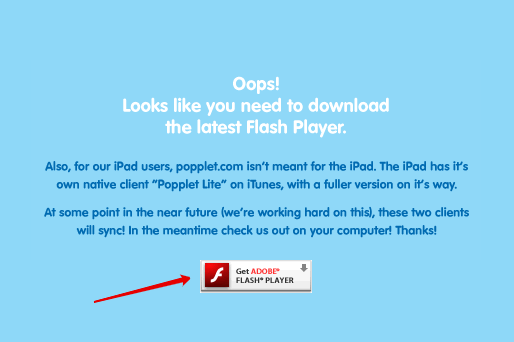 Oops!
Looks like you need to download
the latest Flash Player.
Also, for our iPad users, popplet.com isn't meant for the iPad. The iPad has it's
own native client "Popplet Lite" on iTunes, with a fuller version on it's way.
At some point in the near future (we're working hard on this), these two clients
will sync! In the meantime check us out on your computer! Thanks!
Get ADOBE®
FLASH® PLAYER